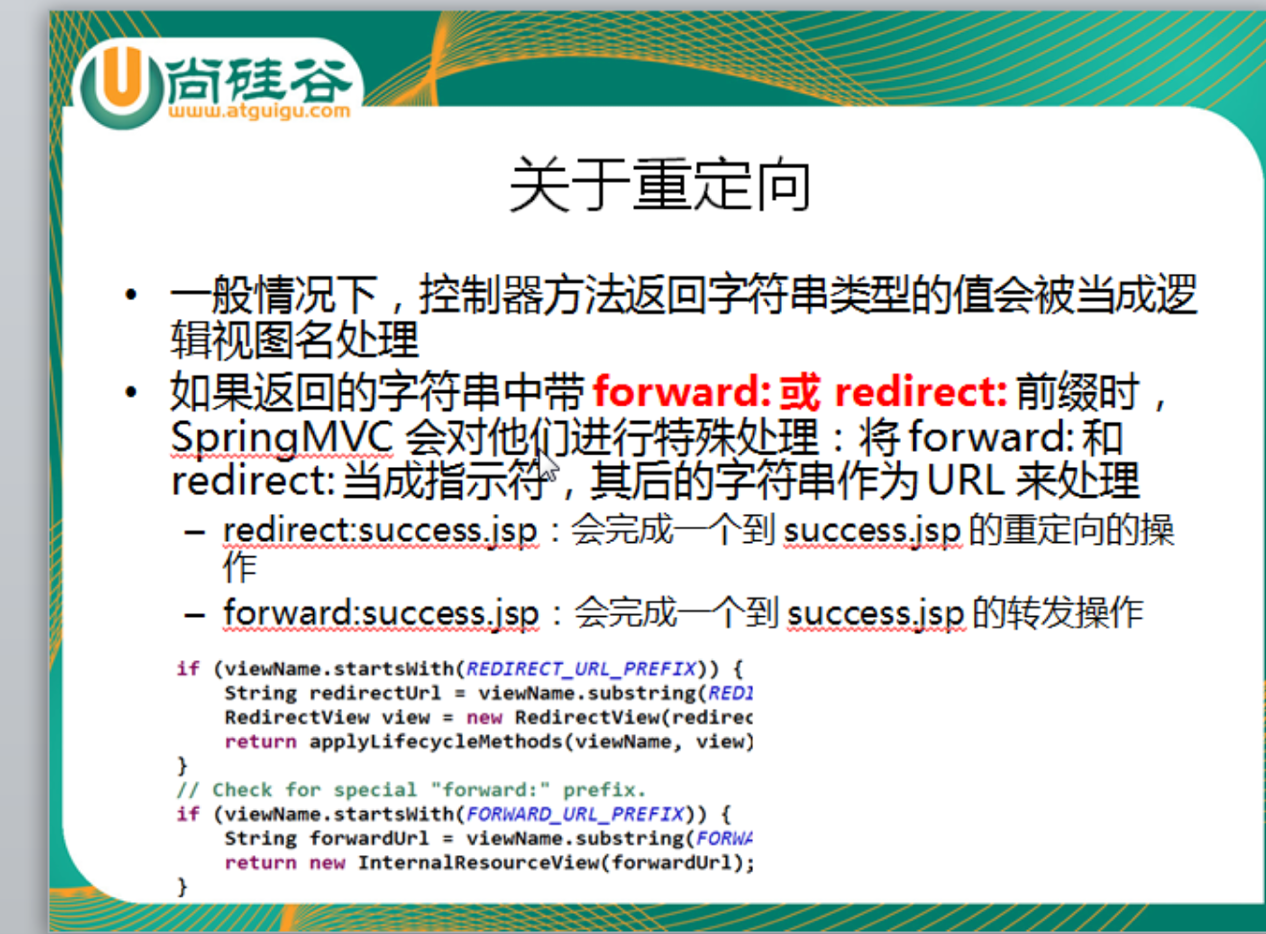 尚硅谷
www.atguigu.com
关于重定向
• 一般情况下，控制器方法返回字符串类型的值会被当成逻
辑视图名处理
• 如果返回的字符串中带 forward: 或 redirect: 前缀时，
SpringMVC 会对他们进行特殊处理：将 forward: 和
redirect: 当成指示符，其后的字符串作为 URL 来处理
– redirect:success.jsp：会完成一个到 success.jsp 的重定向的操
作
– forward:success.jsp：会完成一个到 success.jsp 的转发操作
if (viewName.startsWith(REDIRECT_URL_PREFIX)) {
String redirectUrl = viewName.substring(REDI
RedirectView view = new RedirectView(redirec
return applyLifecycleMethods(viewName, view)
}
// Check for special "forward:" prefix.
if (viewName.startsWith(FORWARD_URL_PREFIX)) {
String forwardUrl = viewName.substring(FORWA
return new InternalResourceView(forwardUrl);
}